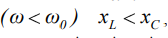 (ω < ω₀)  x_L < x_C ,